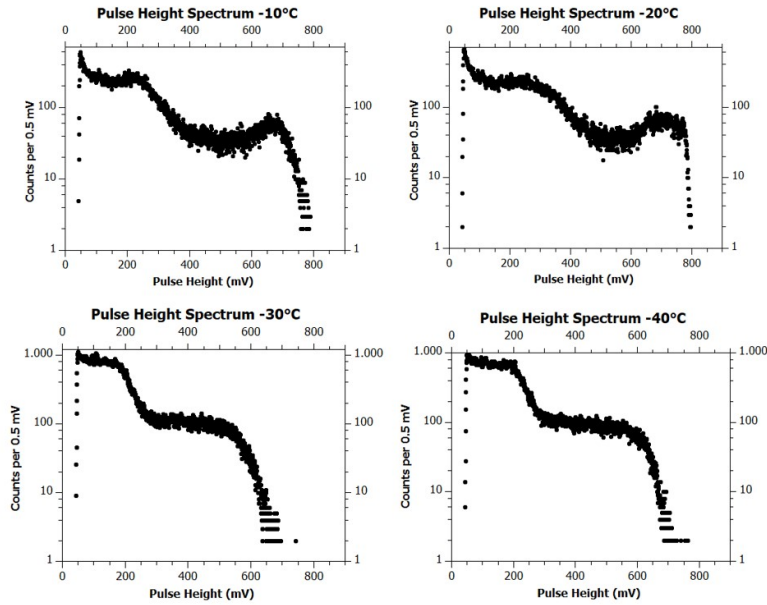 Pulse Height Spectrum -10°C
0 200 400 600 800
Counts per 0.5 mV
100 100
10 10
1 1
0 200 400 600 800
Pulse Height (mV)
Pulse Height Spectrum -20°C
0 200 400 600 800
Counts per 0.5 mV
100 100
10 10
1 1
0 200 400 600 800
Pulse Height (mV)
Pulse Height Spectrum -30°C
0 200 400 600 800
Counts per 0.5 mV
1.000 1.000
100 100
10 10
1 1
0 200 400 600 800
Pulse Height (mV)
Pulse Height Spectrum -40°C
0 200 400 600 800
Counts per 0.5 mV
1.000 1.000
100 100
10 10
1 1
0 200 400 600 800
Pulse Height (mV)